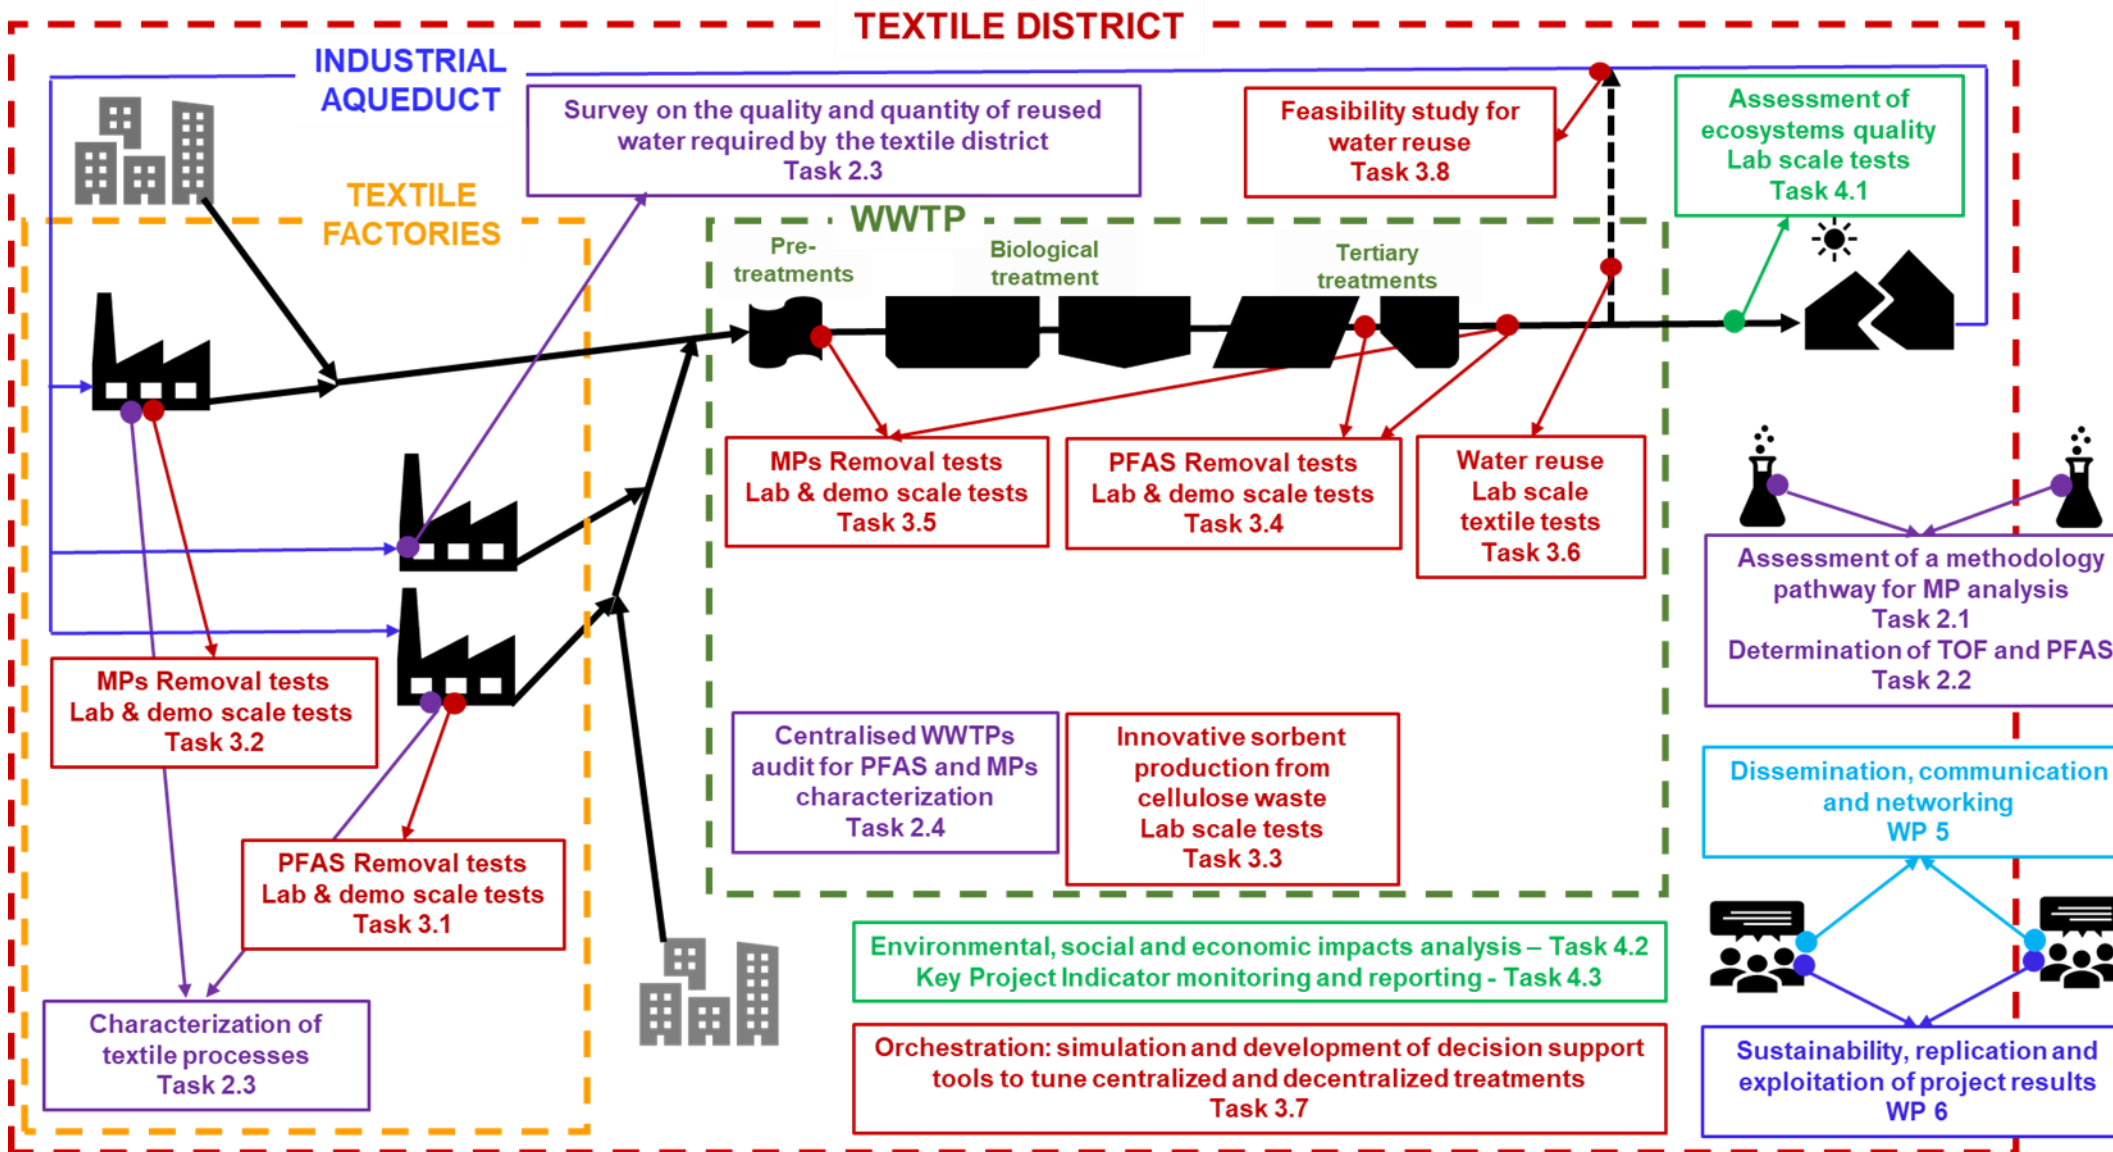 TEXTILE DISTRICT
INDUSTRIAL
AQUEDUCT
Survey on the quality and quantity of reused
water required by the textile district
Task 2.3
Feasibility study for
water reuse
Task 3.8
Assessment of
ecosystems quality
Lab scale tests
Task 4.1
TEXTILE
FACTORIES
WWTP
Pre-
treatments
Biological
treatment
Tertiary
treatments
MPs Removal tests
Lab & demo scale tests
Task 3.5
PFAS Removal tests
Lab & demo scale tests
Task 3.4
Water reuse
Lab scale
textile tests
Task 3.6
Assessment of a methodology
pathway for MP analysis
Task 2.1
Determination of TOF and PFAS
Task 2.2
MPs Removal tests
Lab & demo scale tests
Task 3.2
Centralised WWTPs
audit for PFAS and MPs
characterization
Task 2.4
Innovative sorbent
production from
cellulose waste
Lab scale tests
Task 3.3
Dissemination, communication
and networking
WP 5
PFAS Removal tests
Lab & demo scale tests
Task 3.1
Environmental, social and economic impacts analysis – Task 4.2
Key Project Indicator monitoring and reporting - Task 4.3
Characterization of
textile processes
Task 2.3
Orchestration: simulation and development of decision support
tools to tune centralized and decentralized treatments
Task 3.7
Sustainability, replication and
exploitation of project results
WP 6